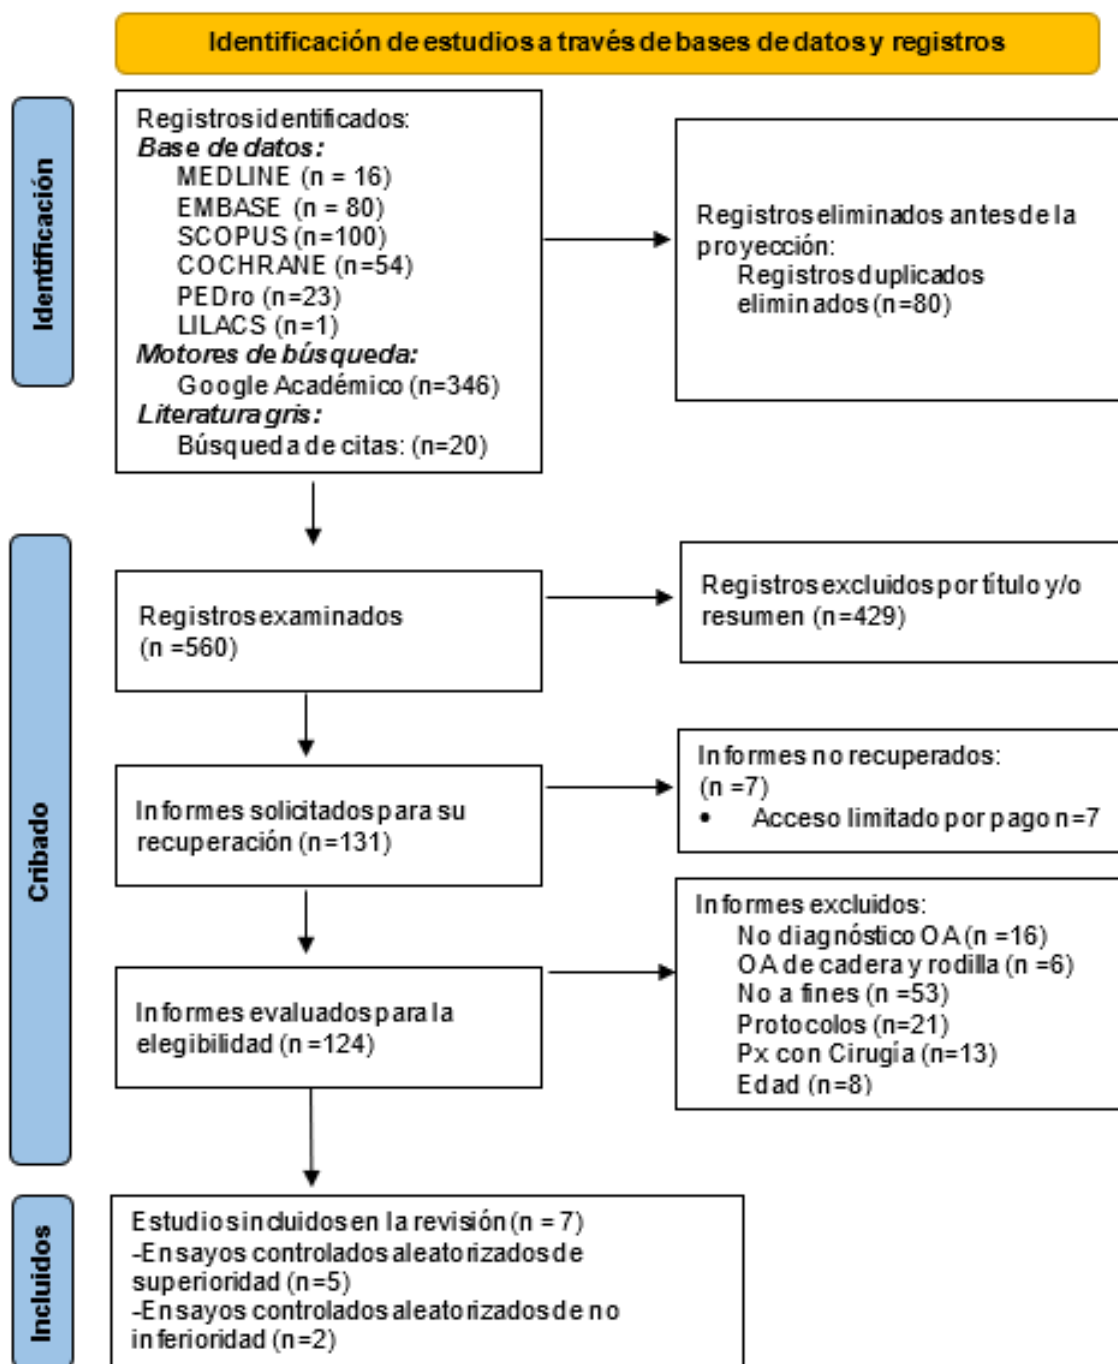 Identificación de estudios a través de bases de datos y registros
Identificación
Registros identificados:
Base de datos:
MEDLINE (n = 16)
EMBASE (n = 80)
SCOPUS (n=100)
COCHRANE (n=54)
PEDro (n=23)
LILACS (n=1)
Motores de búsqueda:
Google Académico (n=346)
Literatura gris:
Búsqueda de citas: (n=20)
Registros eliminados antes de la
proyección:
Registros duplicados
eliminados (n=80)
Cribado
Registros examinados
(n =560)
Registros excluidos por título y/o
resumen (n=429)
Informes solicitados para su
recuperación (n=131)
Informes no recuperados:
(n =7)
• Acceso limitado por pago n=7
Informes evaluados para la
elegibilidad (n =124)
Informes excluidos:
No diagnóstico OA (n =16)
OA de cadera y rodilla (n =6)
No a fines (n =53)
Protocolos (n=21)
Px con Cirugía (n=13)
Edad (n=8)
Incluidos
Estudios incluidos en la revisión (n = 7)
-Ensayos controlados aleatorizados de
superioridad (n=5)
-Ensayos controlados aleatorizados de no
inferioridad (n=2)